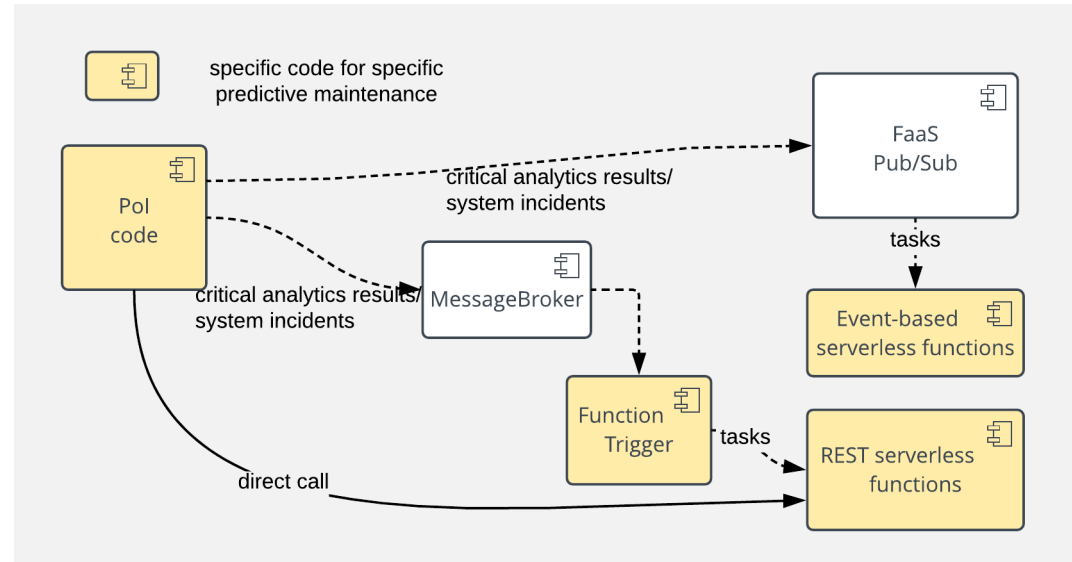 specific code for specific
predictive maintenance
FaaS
Pub/Sub
PoI
code
critical analytics results/
system incidents
tasks
MessageBroker
critical analytics results/
system incidents
Event-based
serverless functions
Function
Trigger
tasks
REST serverless
functions
direct call